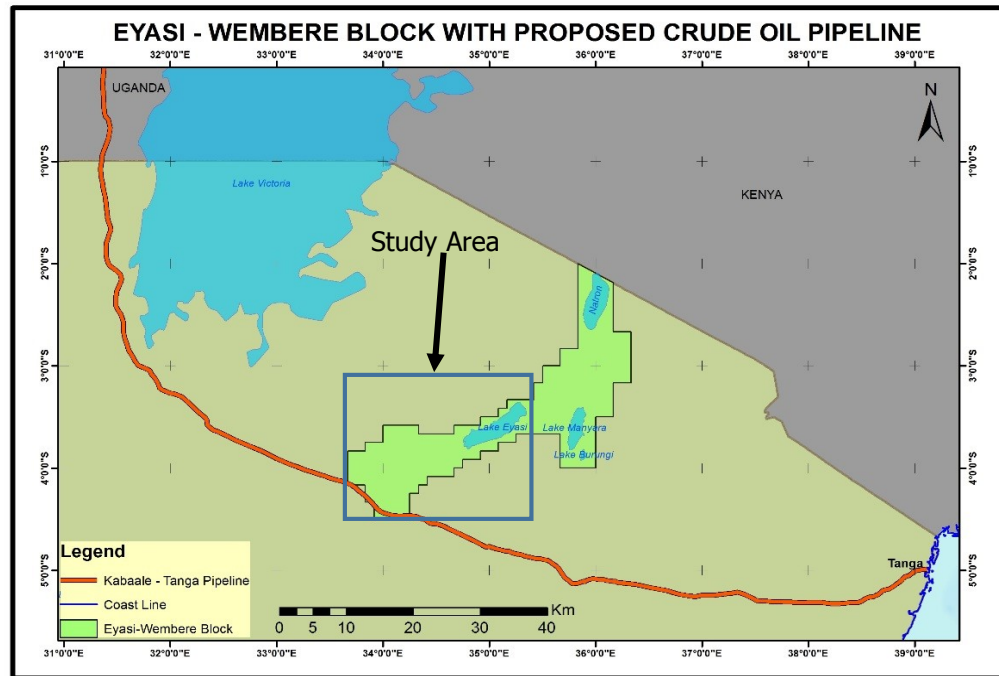 EYASI - WEMBERE BLOCK WITH PROPOSED CRUDE OIL PIPELINE
31°0'0"E 32°0'0"E 33°0'0"E 34°0'0"E 35°0'0"E 36°0'0"E 37°0'0"E 38°0'0"E 39°0'0"E
UGANDA
N
1°0'0"S
1°0'0"S
Lake Victoria
KENYA
Study Area
2°0'0"S
2°0'0"S
Natron
3°0'0"S
3°0'0"S
Lake Eyasi
Lake Manyara
Lake Burungi
4°0'0"S
4°0'0"S
Legend
Kabaale - Tanga Pipeline
Coast Line
Eyasi-Wembere Block
5°0'0"S
Tanga
5°0'0"S
Km
0 5 10 20 30 40
31°0'0"E 32°0'0"E 33°0'0"E 34°0'0"E 35°0'0"E 36°0'0"E 37°0'0"E 38°0'0"E 39°0'0"E